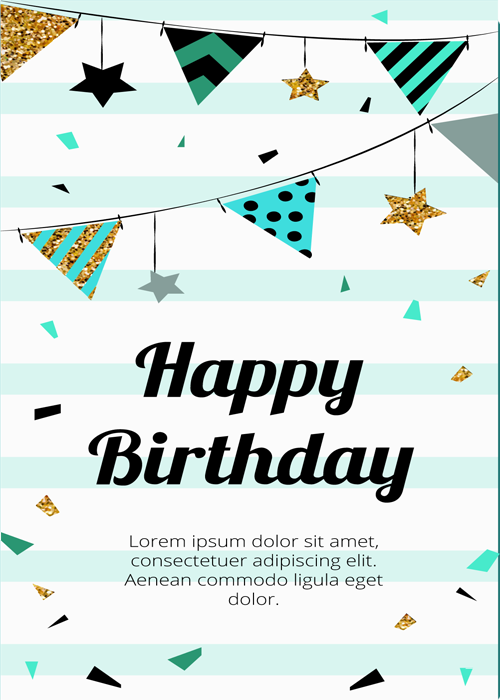 Happy
Birthday
Lorem ipsum dolor sit amet,
consectetuer adipiscing elit.
Aenean commodo ligula eget
dolor.